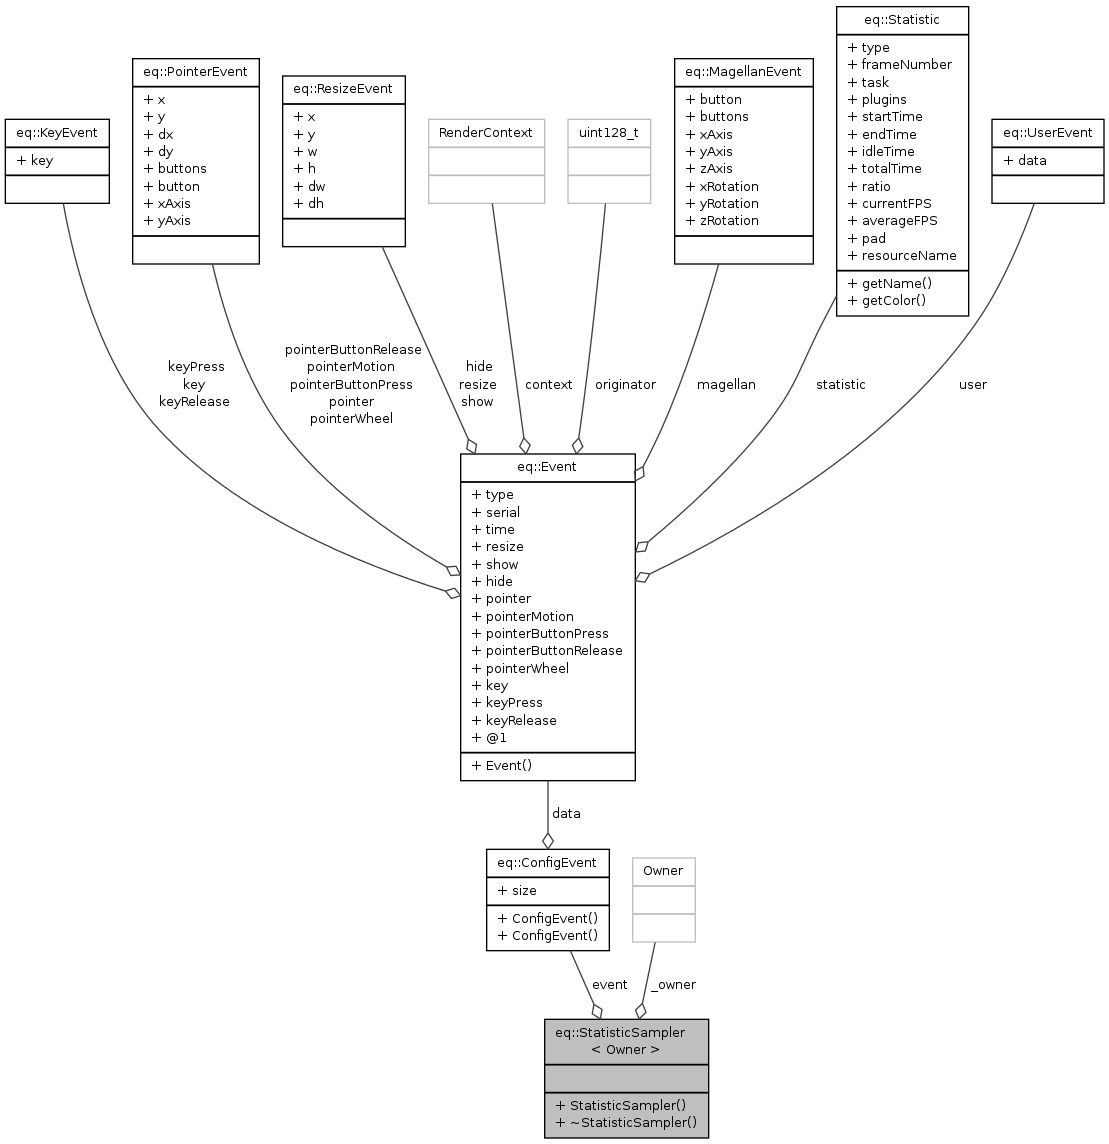 eq::Statistic
+ type
+ frameNumber
+ task
+ plugins
+ startTime
+ endTime
+ idleTime
+ totalTime
+ ratio
+ currentFPS
+ averageFPS
+ pad
+ resourceName
+ getName()
+ getColor()
eq::PointerEvent
+ x
+ y
+ dx
+ dy
+ buttons
+ button
+ xAxis
+ yAxis
eq::ResizeEvent
+ x
+ y
+ w
+ h
+ dw
+ dh
eq::MagellanEvent
+ button
+ buttons
+ xAxis
+ yAxis
+ zAxis
+ xRotation
+ yRotation
+ zRotation
eq::KeyEvent
+ key
RenderContext
uint128_t
eq::UserEvent
+ data
keyPress
key
keyRelease
pointerButtonRelease
pointerMotion
pointerButtonPress
pointer
pointerWheel
hide
resize
show
context
originator
magellan
statistic
user
eq::Event
+ type
+ serial
+ time
+ resize
+ show
+ hide
+ pointer
+ pointerMotion
+ pointerButtonPress
+ pointerButtonRelease
+ pointerWheel
+ key
+ keyPress
+ keyRelease
+ @1
+ Event()
data
eq::ConfigEvent
+ size
+ ConfigEvent()
+ ConfigEvent()
Owner
event
_owner
eq::StatisticSampler
< Owner >
+ StatisticSampler()
+ ~StatisticSampler()